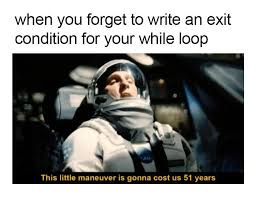 when you forget to write an exit
condition for your while loop
This little maneuver is gonna cost us 51 years